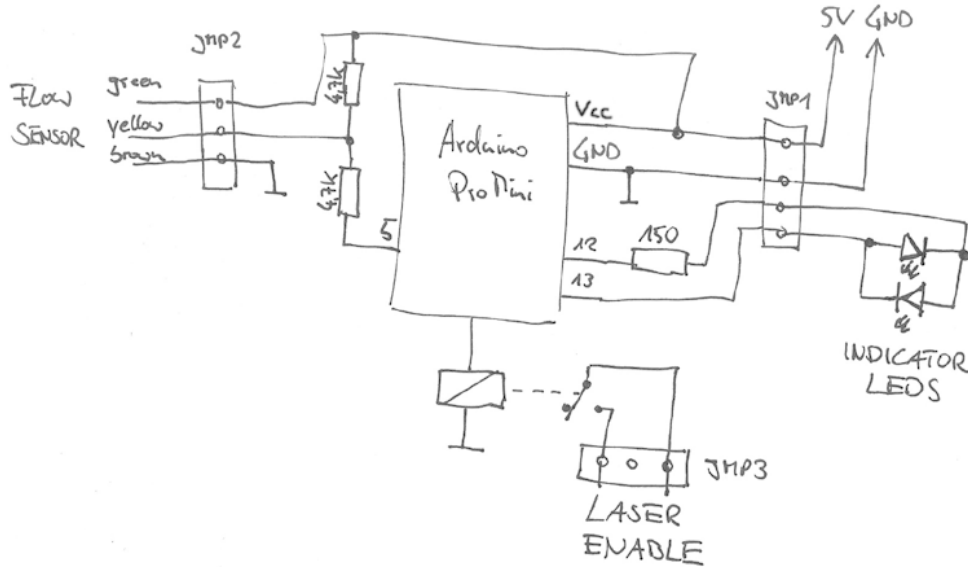 5V GND
JMP2
green
FLOW
SENSOR
yellow
brown
4,7k
4,7k
5
Arduino
ProMini
Vcc
GND
12
13
150
JMP1
INDICATOR
LEDS
JMP3
LASER
ENABLE